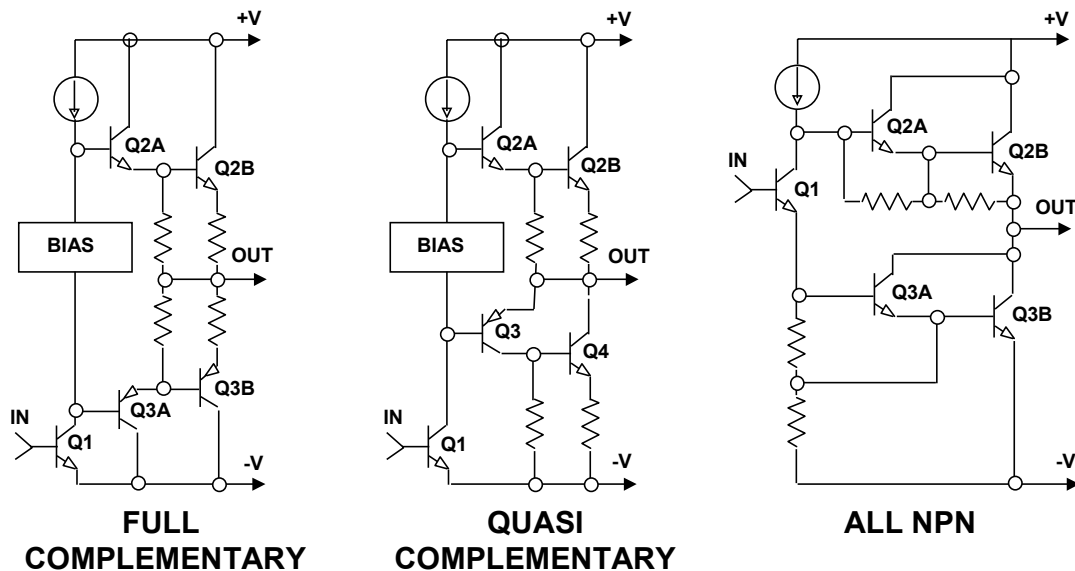 +V
Q2A
Q2B
BIAS
OUT
Q3A
Q3B
IN
Q1
-V
FULL
COMPLEMENTARY
+V
Q2A
Q2B
BIAS
OUT
Q3
Q4
IN
Q1
-V
QUASI
COMPLEMENTARY
+V
Q2A
Q2B
IN
Q1
OUT
Q3A
Q3B
-V
ALL NPN